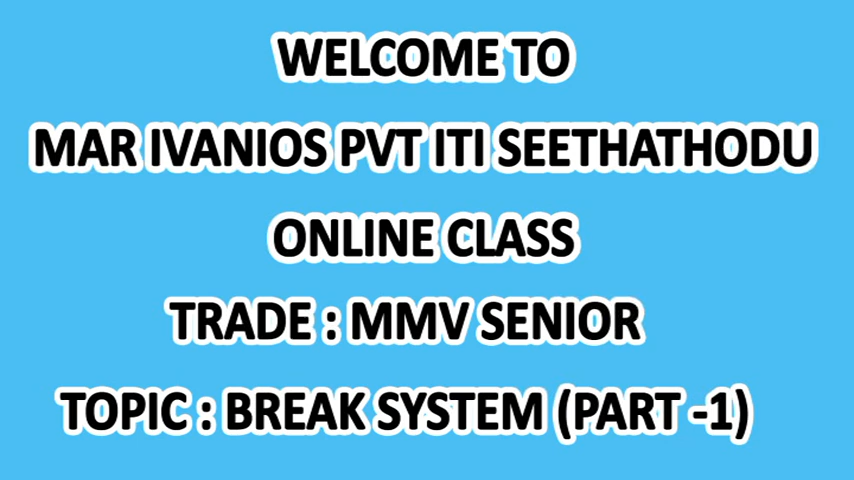 WELCOME TO
MAR IVANIOS PVT ITI SEETHATHODU
ONLINE CLASS
TRADE : MMV SENIOR
TOPIC : BREAK SYSTEM (PART -1)